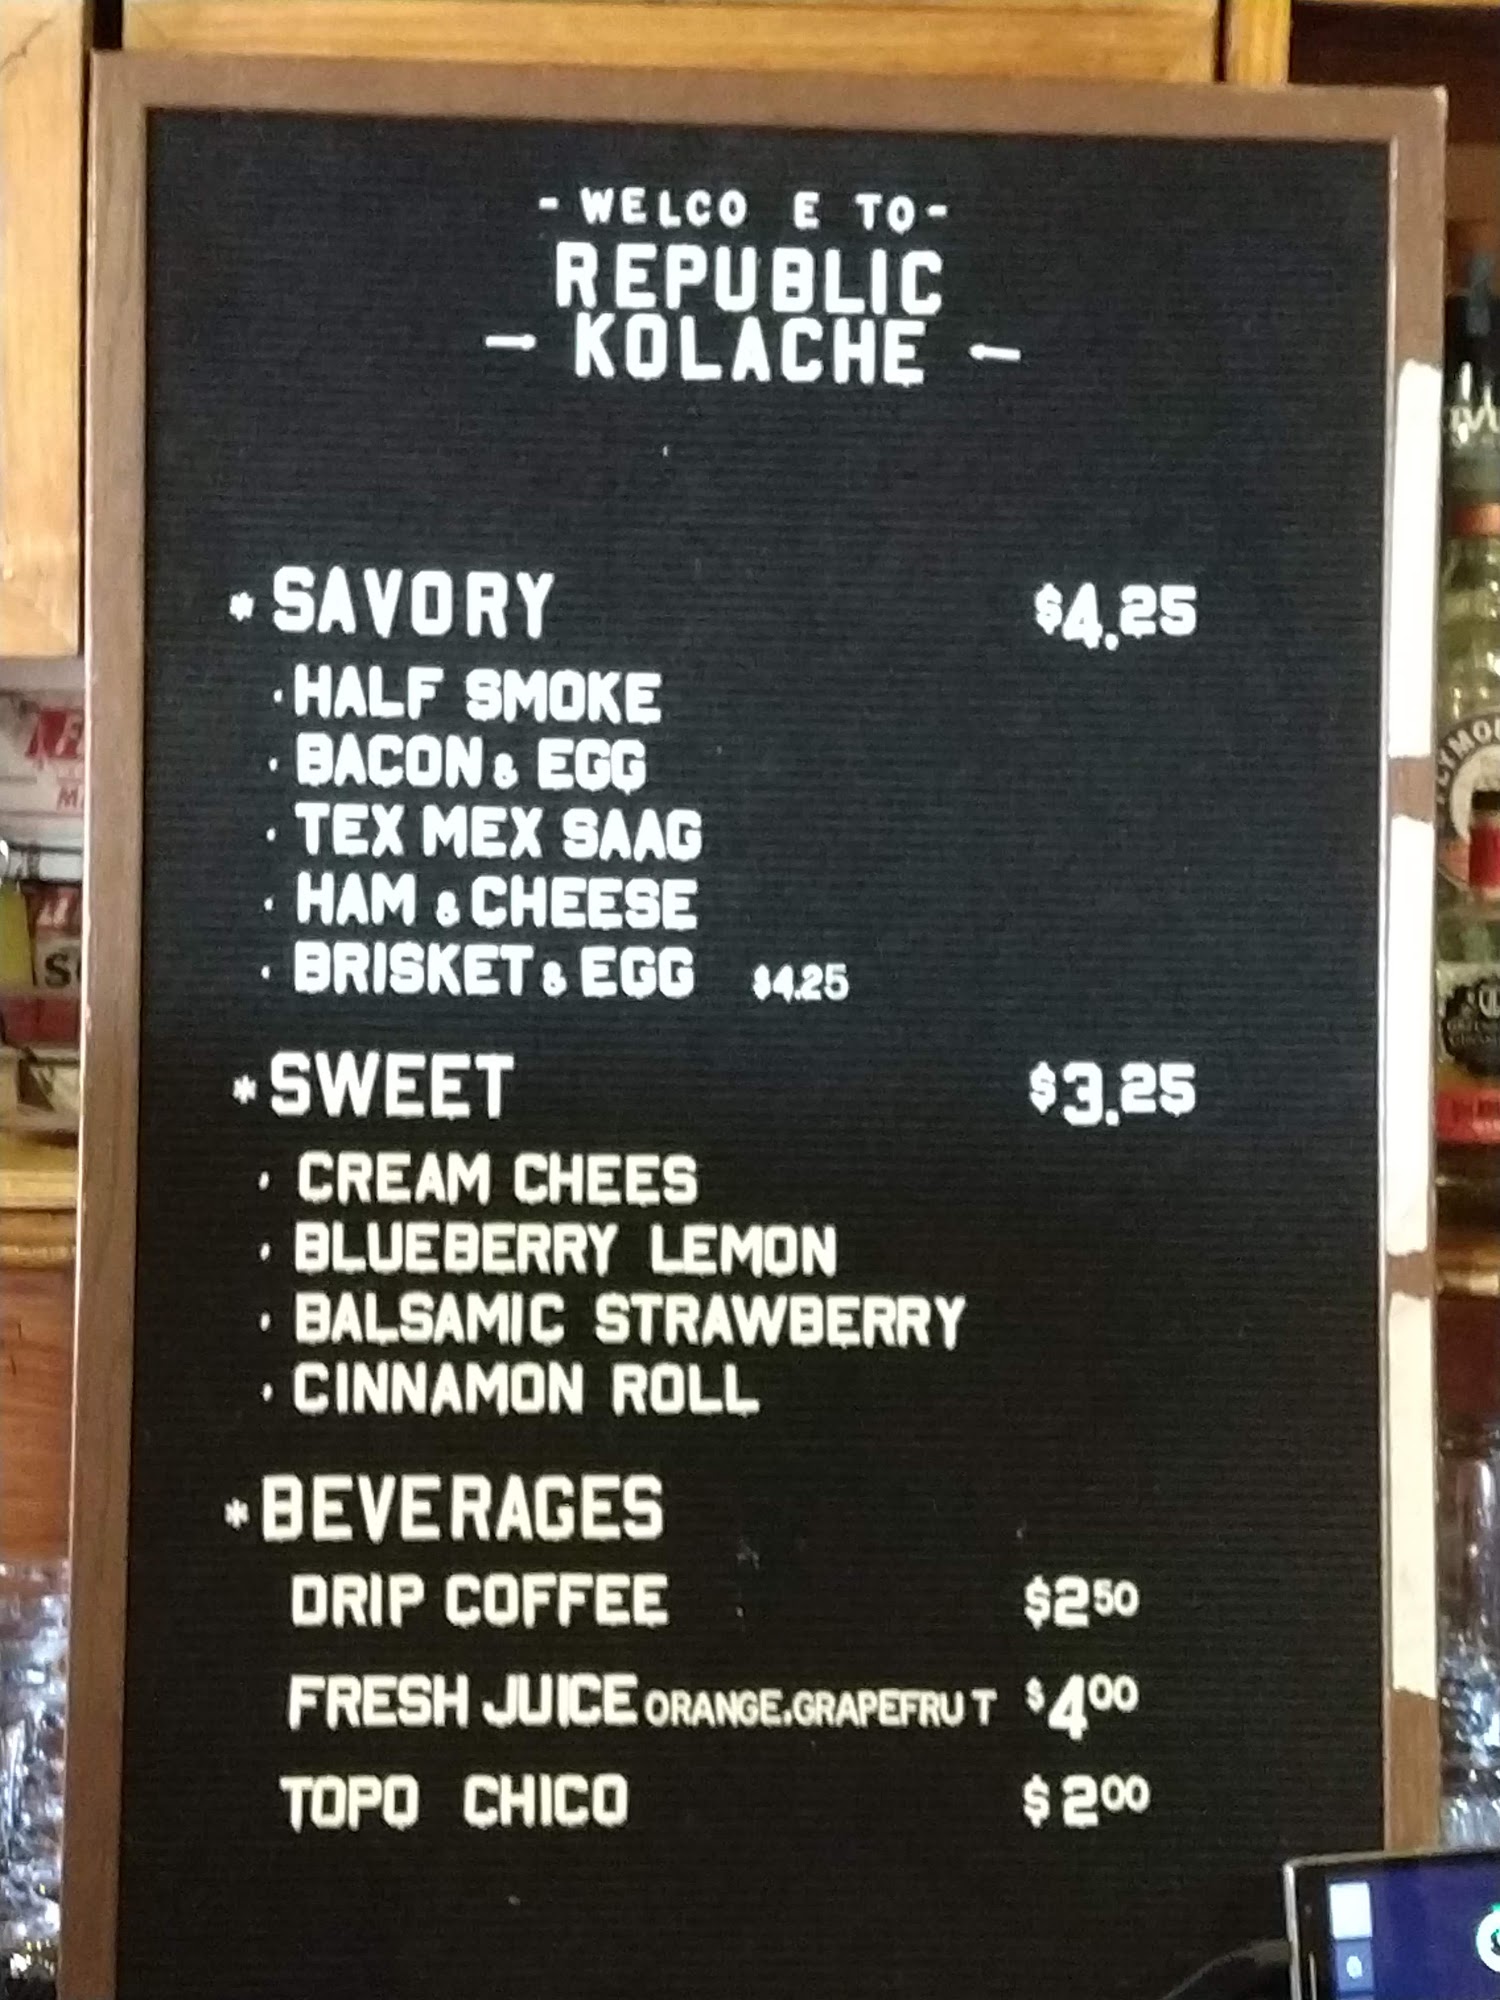 - WELCO E TO -
REPUBLIC
- KOLACHE -
* SAVORY $4.25
· HALF SMOKE
· BACON & EGG
· TEX MEX SAAG
· HAM & CHEESE
· BRISKET & EGG $4.25
* SWEET $3.25
· CREAM CHEES
· BLUEBERRY LEMON
· BALSAMIC STRAWBERRY
· CINNAMON ROLL
* BEVERAGES
DRIP COFFEE $2 50
FRESH JUICE ORANGE,GRAPEFRU T $4 00
TOPO CHICO $2 00